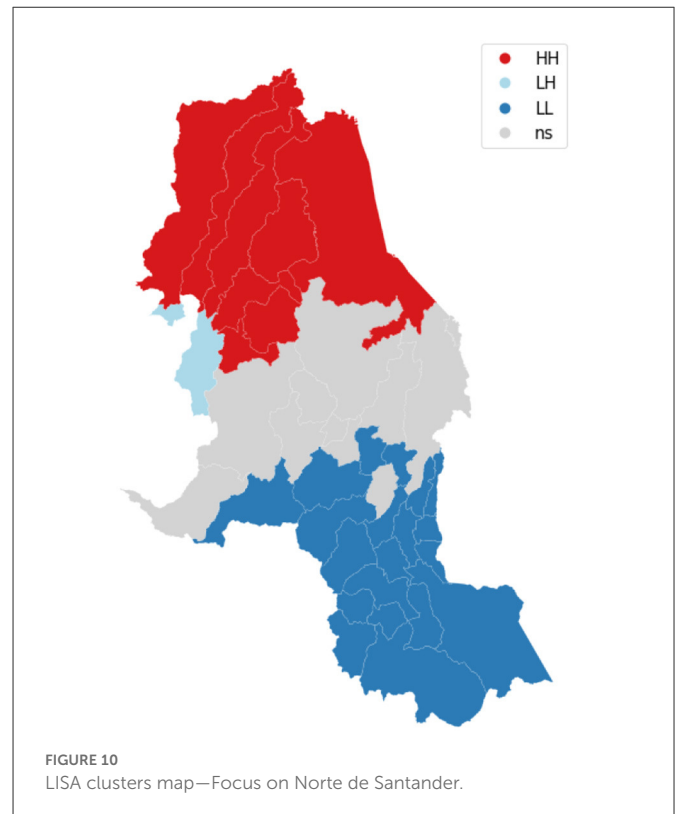 HH
LH
LL
ns
FIGURE 10
LISA clusters map—Focus on Norte de Santander.